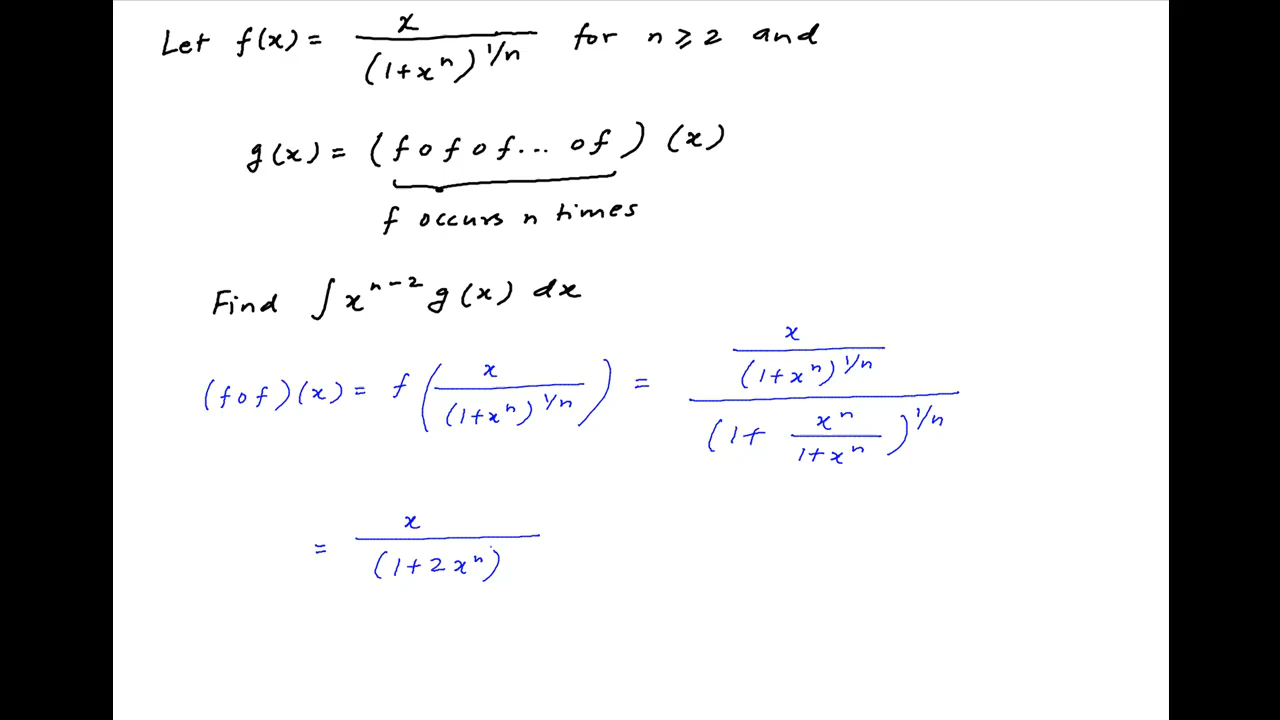 Let f(x) = x / (1+x^n)^{1/n} for n ≥ 2 and
g(x) = (f o f o f ... o f) (x)
f occurs n times
Find ∫ x^{n-2} g(x) dx
(f o f)(x) = f( x / (1+x^n)^{1/n} ) = ( x / (1+x^n)^{1/n} ) / (1 + x^n / (1+x^n))^{1/n}
= x / (1+2x^n)